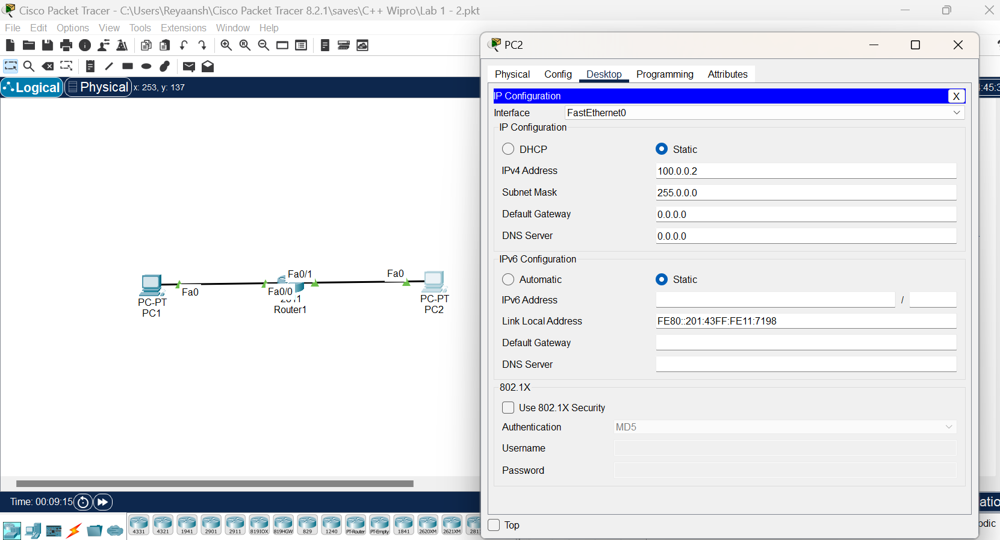 Cisco Packet Tracer - C:\Users\Reyaansh\Cisco Packet Tracer 8.2.1\saves\C++ Wipro\Lab 1 - 2.pkt
File Edit Options View Tools Extensions Window Help
Logical Physical x: 253, y: 137
:45:3
PC-PT
PC1
Fa0
Fa0/1
Fa0/0
Router1
Fa0
PC-PT
PC2
Time: 00:09:15
4331 4321 1941 2901 2911 819IOX 819HGW 829 1240 PT-Router PT-Empty 1841 2620XM 2621XM 281
PC2
Physical Config Desktop Programming Attributes
IP Configuration X
Interface FastEthernet0
IP Configuration
DHCP Static
IPv4 Address 100.0.0.2
Subnet Mask 255.0.0.0
Default Gateway 0.0.0.0
DNS Server 0.0.0.0
IPv6 Configuration
Automatic Static
IPv6 Address /
Link Local Address FE80::201:43FF:FE11:7198
Default Gateway
DNS Server
802.1X
Use 802.1X Security
Authentication MD5
Username
Password
Top
atio
odic